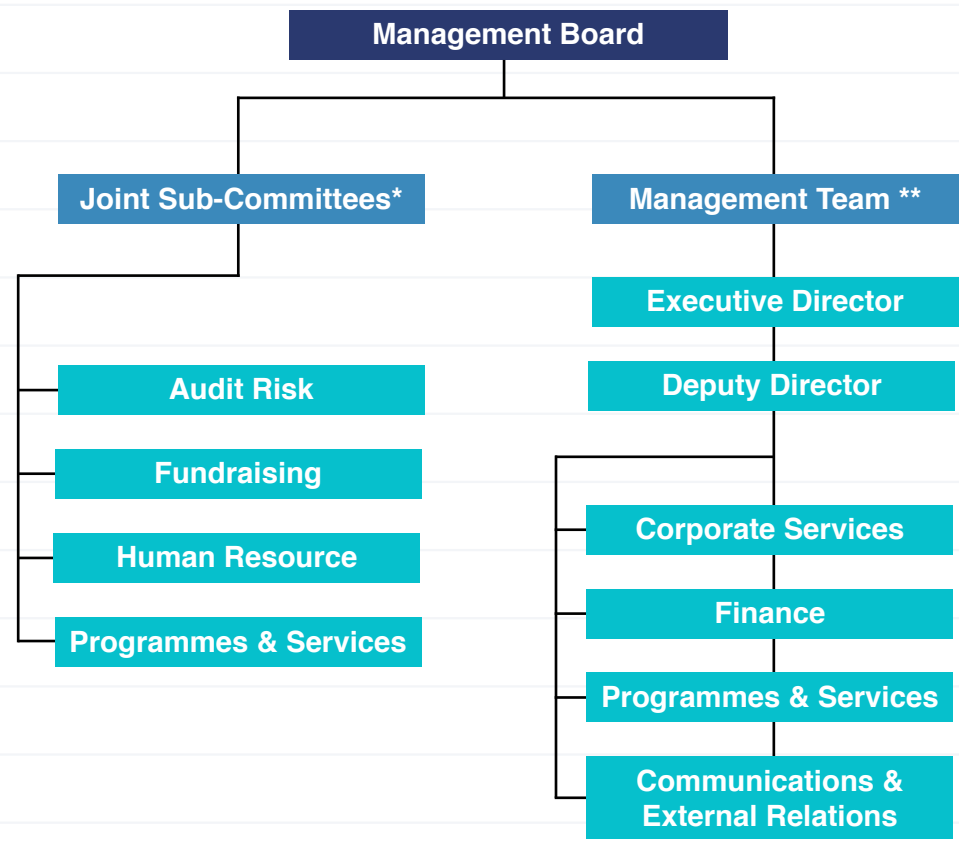 Management Board
Joint Sub-Committees*
Management Team **
Executive Director
Deputy Director
Audit Risk
Fundraising
Human Resource
Programmes & Services
Corporate Services
Finance
Programmes & Services
Communications &
External Relations